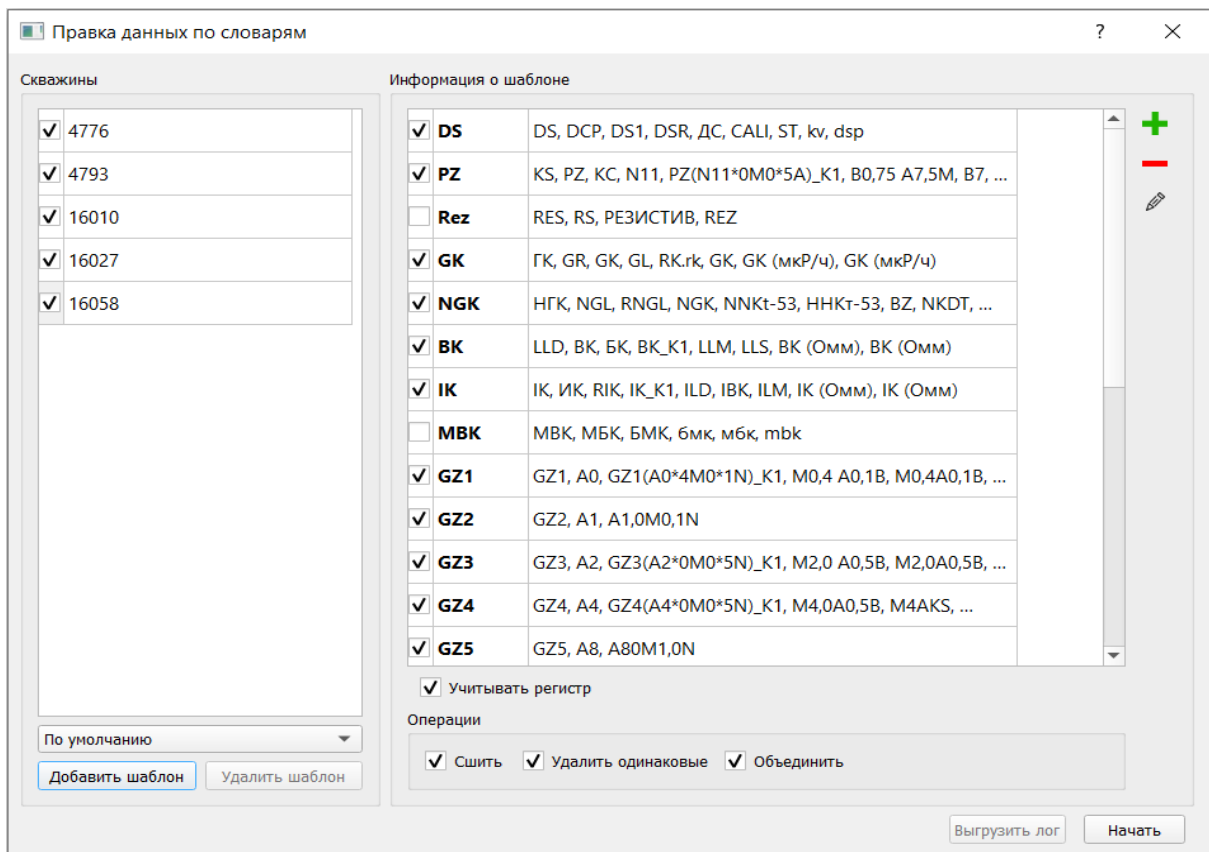 Правка данных по словарям ?
Скважины
4776
4793
16010
16027
16058
По умолчанию
Добавить шаблон Удалить шаблон
Информация о шаблоне
DS DS, DCP, DS1, DSR, ДС, CALI, ST, kv, dsp
PZ KS, PZ, КС, N11, PZ(N11*0M0*5A)_K1, B0,75 A7,5M, B7, ...
Rez RES, RS, РЕЗИСТИВ, REZ
GK ГК, GR, GK, GL, RK.rk, GK, GK (мкР/ч), GK (мкР/ч)
NGK НГК, NGL, RNGL, NGK, NNKt-53, ННКт-53, BZ, NKDT, ...
BK LLD, BK, БК, BK_K1, LLM, LLS, BK (Омм), BK (Омм)
IK IK, ИК, RIK, IK_K1, ILD, IBK, ILM, IK (Омм), IK (Омм)
MBK MBK, МБК, БМК, бмк, мбк, mbk
GZ1 GZ1, A0, GZ1(A0*4M0*1N)_K1, M0,4 A0,1B, M0,4A0,1B, ...
GZ2 GZ2, A1, A1,0M0,1N
GZ3 GZ3, A2, GZ3(A2*0M0*5N)_K1, M2,0 A0,5B, M2,0A0,5B, ...
GZ4 GZ4, A4, GZ4(A4*0M0*5N)_K1, M4,0A0,5B, M4AKS, ...
GZ5 GZ5, A8, A80M1,0N
Учитывать регистр
Операции
Сшить Удалить одинаковые Объединить
Выгрузить лог Начать